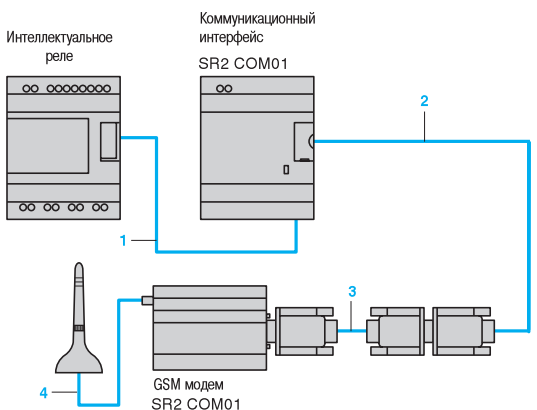 Интеллектуальное
реле
Коммуникационный
интерфейс
SR2 COM01
2
1
3
4
GSM модем
SR2 COM01